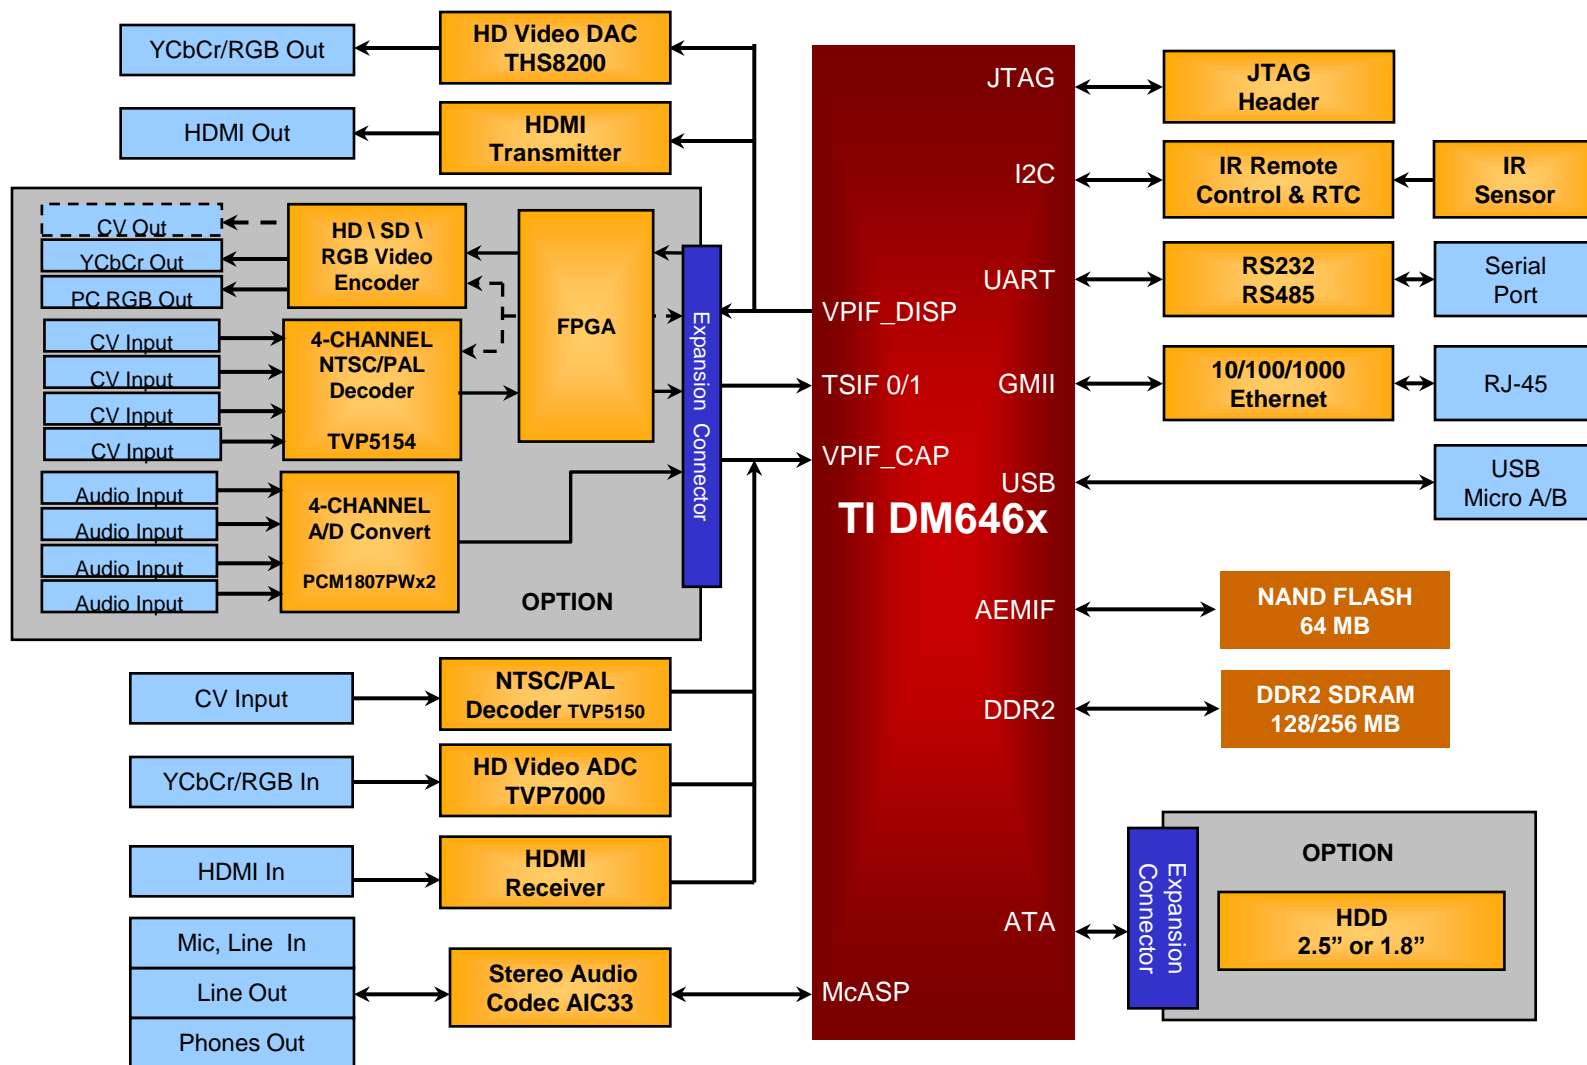 YCbCr/RGB Out
HD Video DAC
THS8200
HDMI Out
HDMI
Transmitter
CV Out
YCbCr Out
PC RGB Out
HD \ SD \
RGB Video
Encoder
FPGA
Expansion Connector
CV Input
CV Input
CV Input
CV Input
4-CHANNEL
NTSC/PAL
Decoder
TVP5154
Audio Input
Audio Input
Audio Input
Audio Input
4-CHANNEL
A/D Convert
PCM1807PWx2
OPTION
CV Input
NTSC/PAL
Decoder TVP5150
YCbCr/RGB In
HD Video ADC
TVP7000
HDMI In
HDMI
Receiver
Mic, Line In
Line Out
Phones Out
Stereo Audio
Codec AIC33
VPIF_DISP
TSIF 0/1
VPIF_CAP
McASP
TI DM646x
JTAG
I2C
UART
GMII
USB
AEMIF
DDR2
ATA
JTAG
Header
IR Remote
Control & RTC
IR
Sensor
RS232
RS485
Serial
Port
10/100/1000
Ethernet
RJ-45
USB
Micro A/B
NAND FLASH
64 MB
DDR2 SDRAM
128/256 MB
Expansion
Connector
OPTION
HDD
2.5” or 1.8”